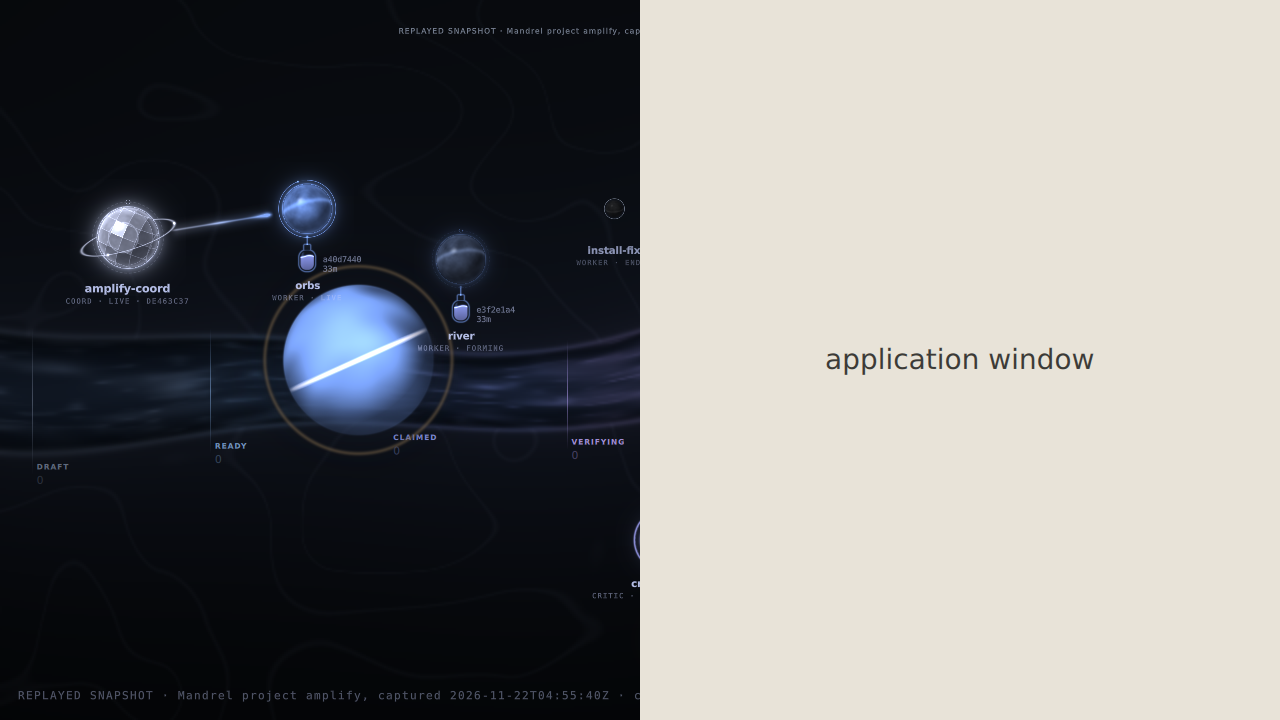 REPLAYED SNAPSHOT · Mandrel project amplify, cap
a40d7440
33m
install-fix
WORKER · END
amplify-coord
COORD · LIVE · DE463C37
orbs
WORKER · LIVE
e3f2e1a4
33m
river
WORKER · FORMING
application window
CLAIMED
0
VERIFYING
0
READY
0
DRAFT
0
cr
CRITIC ·
REPLAYED SNAPSHOT · Mandrel project amplify, captured 2026-11-22T04:55:40Z · c